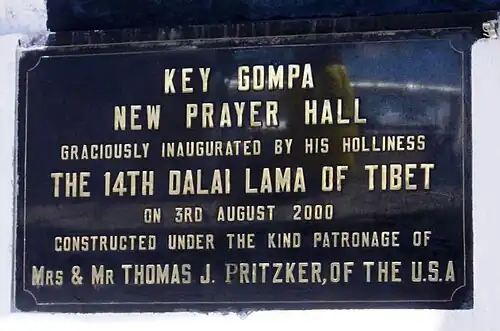 KEY GOMPA
NEW PRAYER HALL
GRACIOUSLY INAUGURATED BY HIS HOLLINESS
THE 14TH DALAI LAMA OF TIBET
ON 3RD AUGUST 2000
CONSTRUCTED UNDER THE KIND PATRONAGE OF
MRS & MR THOMAS J. PRITZKER, OF THE U.S.A